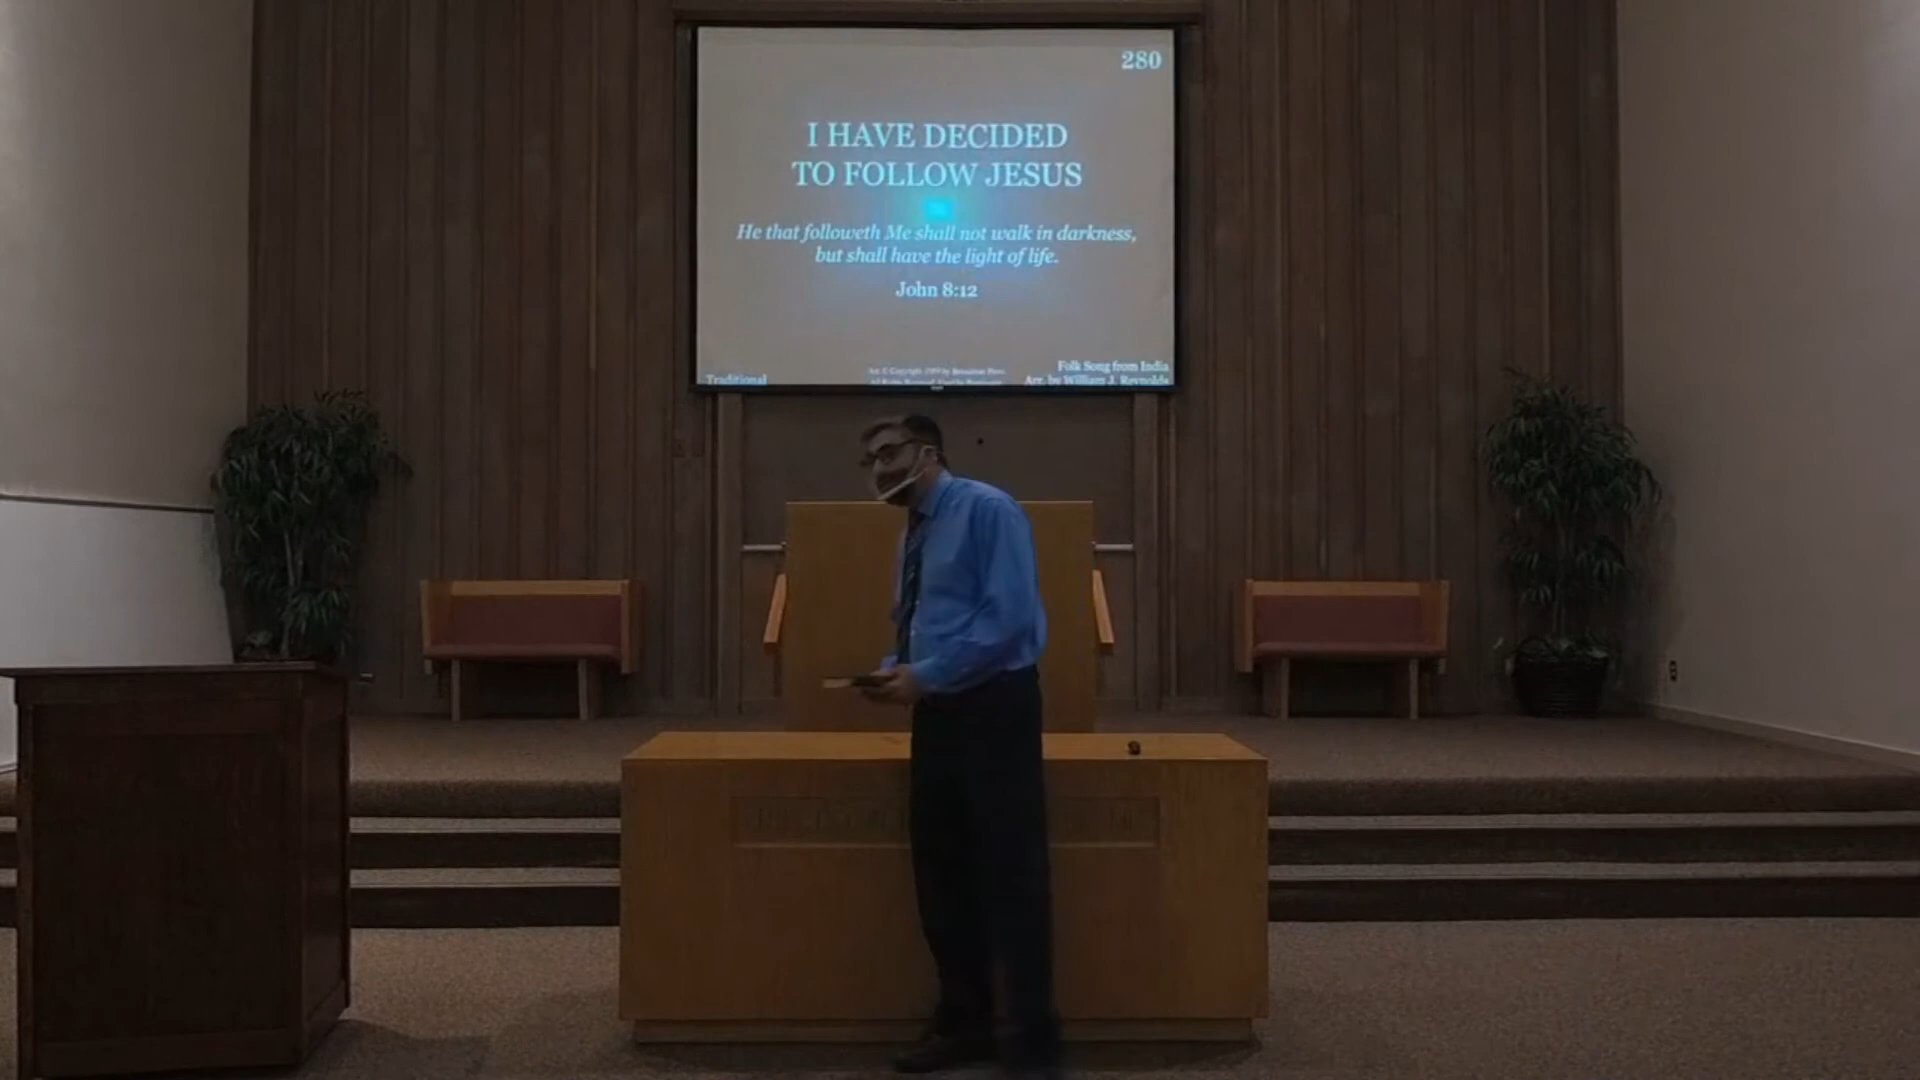 280
I HAVE DECIDED
TO FOLLOW JESUS
He that followeth Me shall not walk in darkness,
but shall have the light of life.
John 8:12
Folk Song from India
Traditional
Arr. by William J. Reynolds